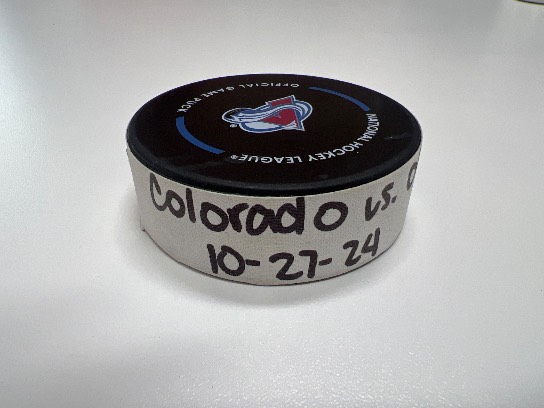 OFFICIAL GAME PUCK
NATIONAL HOCKEY LEAGUE®
®
Colorado vs.
10-27-24